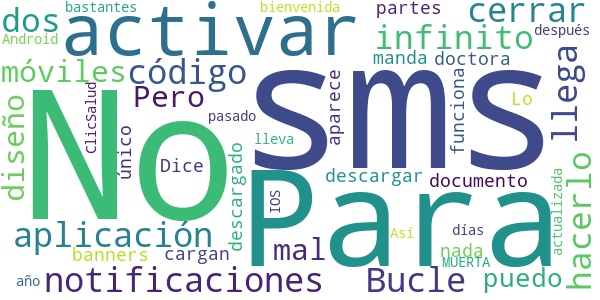 bastantes bienvenida partes cerrar
dos activar infinito después
Android
móviles código manda doctora
No sms llega
ClicSalud Pero aparece funciona Lo
diseño único pasado lleva hacerlo
Dice descargado Para descargar documento
IOS
aplicación mal Así días actualizada
banners cargan nada MUERTA
año notificaciones Bucle puedo